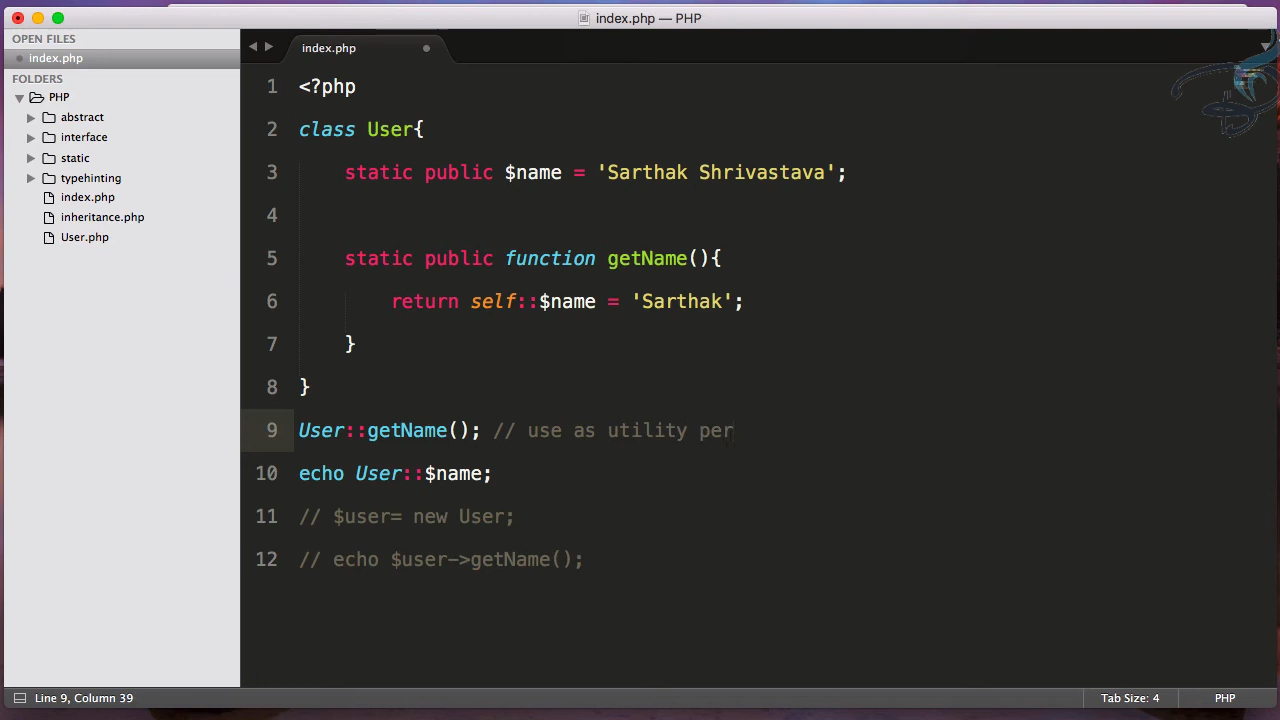 index.php — PHP
OPEN FILES
index.php
FOLDERS
PHP
abstract
interface
static
typehinting
index.php
inheritance.php
User.php
index.php
1 <?php
2 class User{
3 static public $name = 'Sarthak Shrivastava';
4
5 static public function getName(){
6 return self::$name = 'Sarthak';
7 }
8 }
9 User::getName(); // use as utility per
10 echo User::$name;
11 // $user= new User;
12 // echo $user->getName();
Line 9, Column 39
Tab Size: 4
PHP